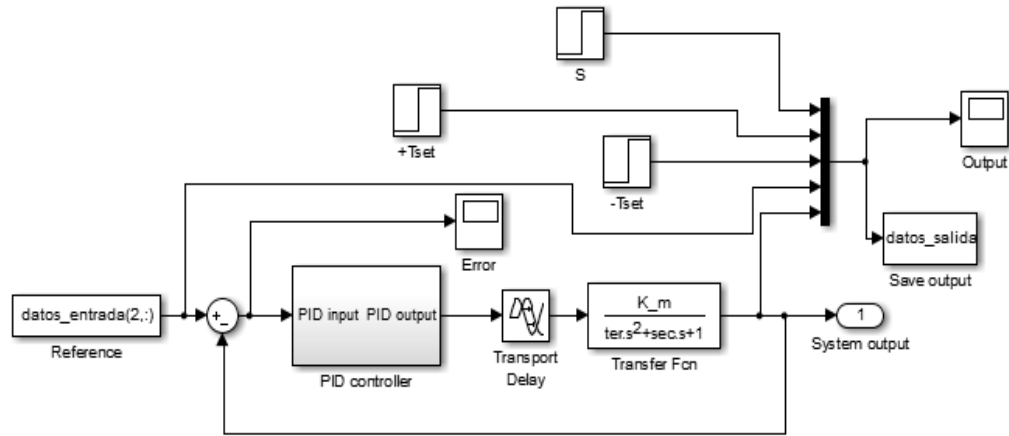 S
+Tset
-Tset
Output
Error
datos_salida
Save output
datos_entrada(2,:)
Reference
+
-
PID input PID output
PID controller
Transport
Delay
K_m
ter.s²+sec.s+1
Transfer Fcn
1
System output